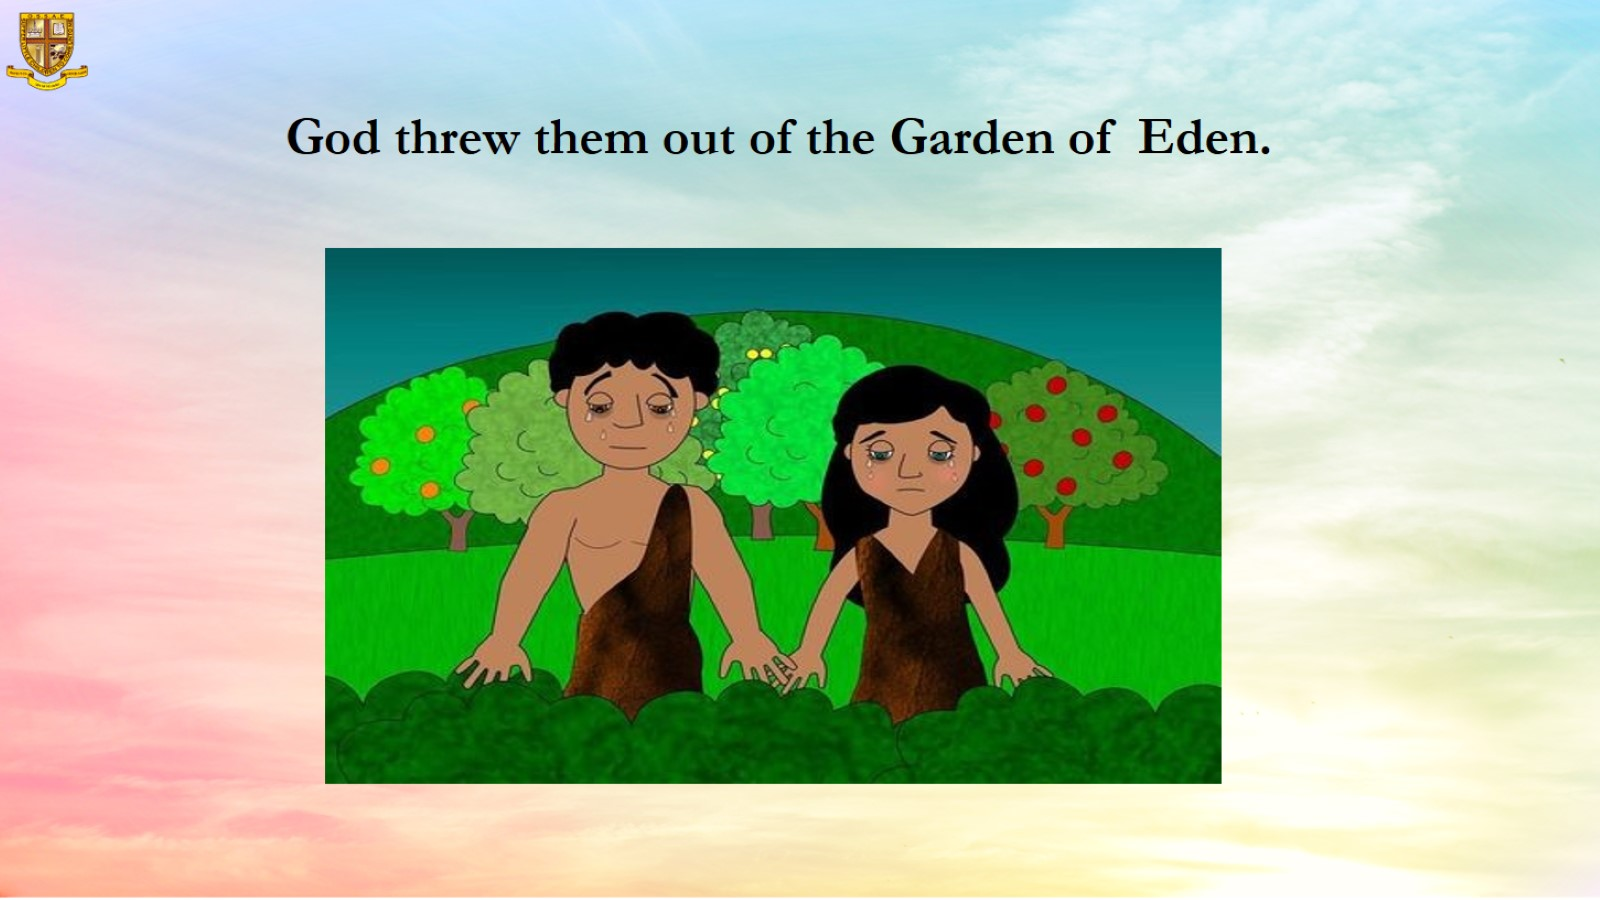 God threw them out of the Garden of  Eden.